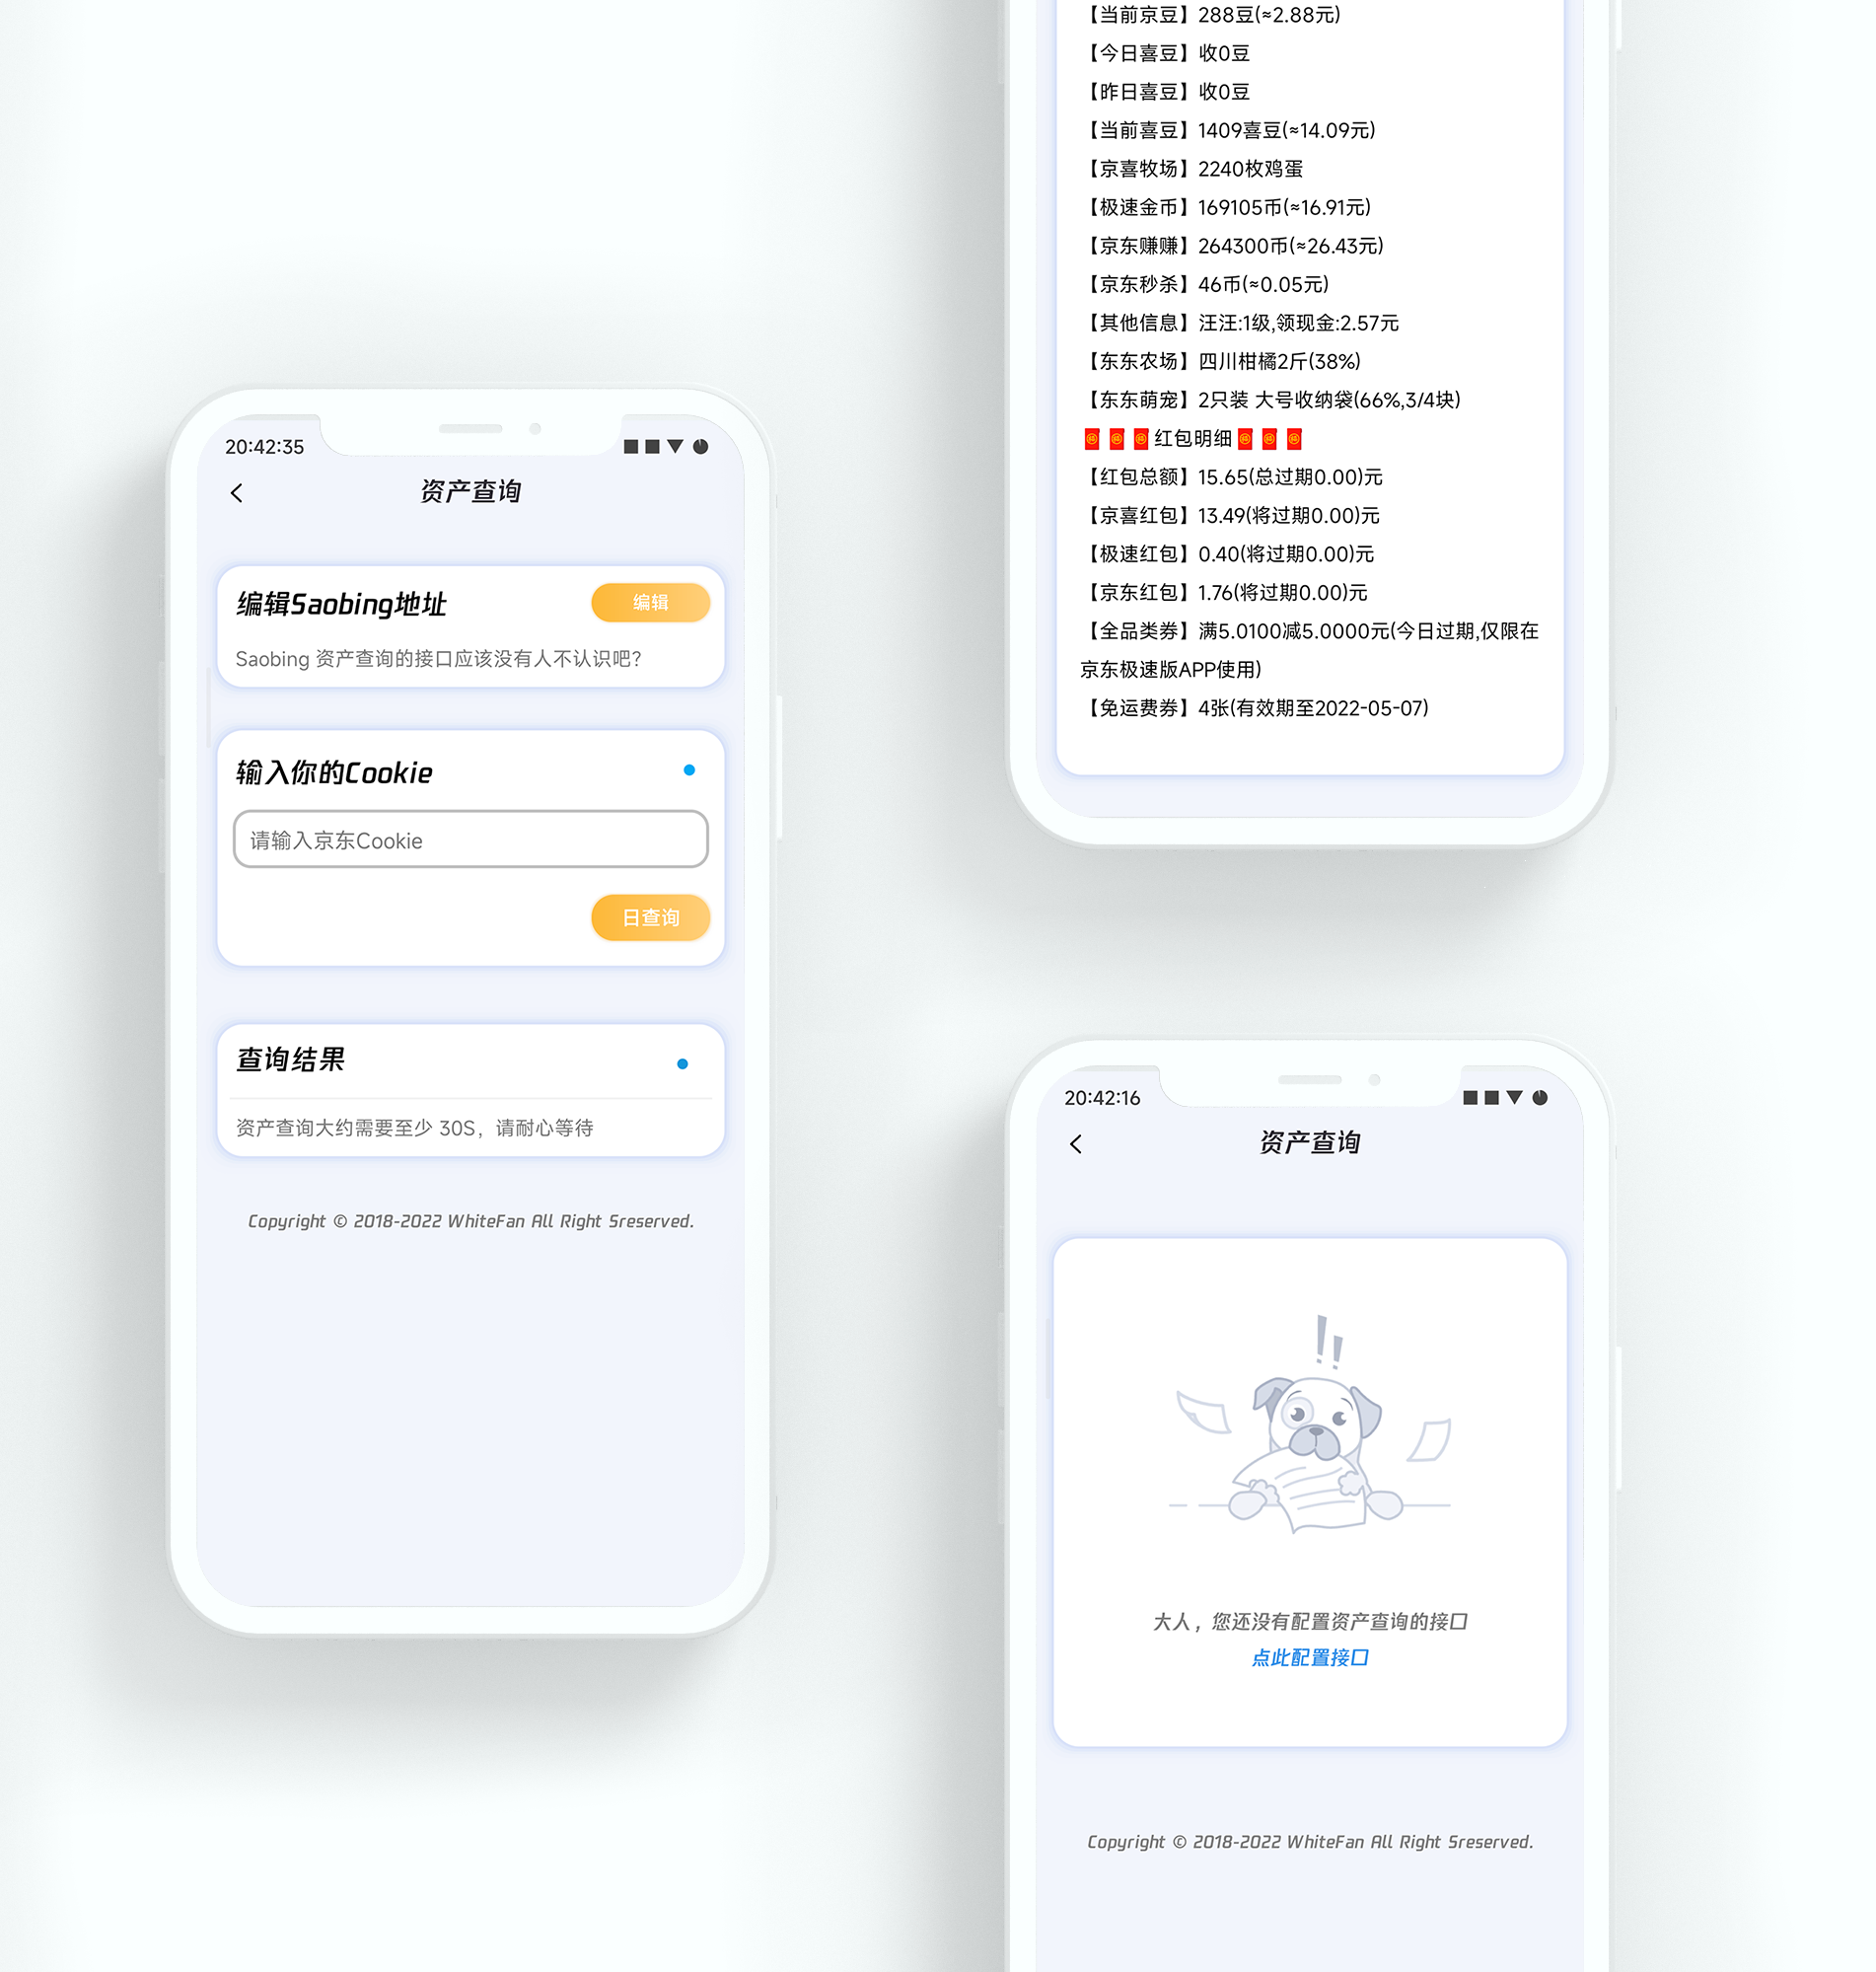 20:42:35
资产查询
编辑Saobing地址
编辑
Saobing 资产查询的接口应该没有人不认识吧?
输入你的Cookie
请输入京东Cookie
日查询
查询结果
资产查询大约需要至少 30S，请耐心等待
Copyright © 2018-2022 WhiteFan All Right Sreserved.
【当前京豆】288豆(≈2.88元)
【今日喜豆】收0豆
【昨日喜豆】收0豆
【当前喜豆】1409喜豆(≈14.09元)
【京喜牧场】2240枚鸡蛋
【极速金币】169105币(≈16.91元)
【京东赚赚】264300币(≈26.43元)
【京东秒杀】46币(≈0.05元)
【其他信息】汪汪:1级,领现金:2.57元
【东东农场】四川柑橘2斤(38%)
【东东萌宠】2只装 大号收纳袋(66%,3/4块)
🧧🧧🧧红包明细🧧🧧🧧
【红包总额】15.65(总过期0.00)元
【京喜红包】13.49(将过期0.00)元
【极速红包】0.40(将过期0.00)元
【京东红包】1.76(将过期0.00)元
【全品类券】满5.0100减5.0000元(今日过期,仅限在
京东极速版APP使用)
【免运费券】4张(有效期至2022-05-07)
20:42:16
资产查询
大人，您还没有配置资产查询的接口
点此配置接口
Copyright © 2018-2022 WhiteFan All Right Sreserved.